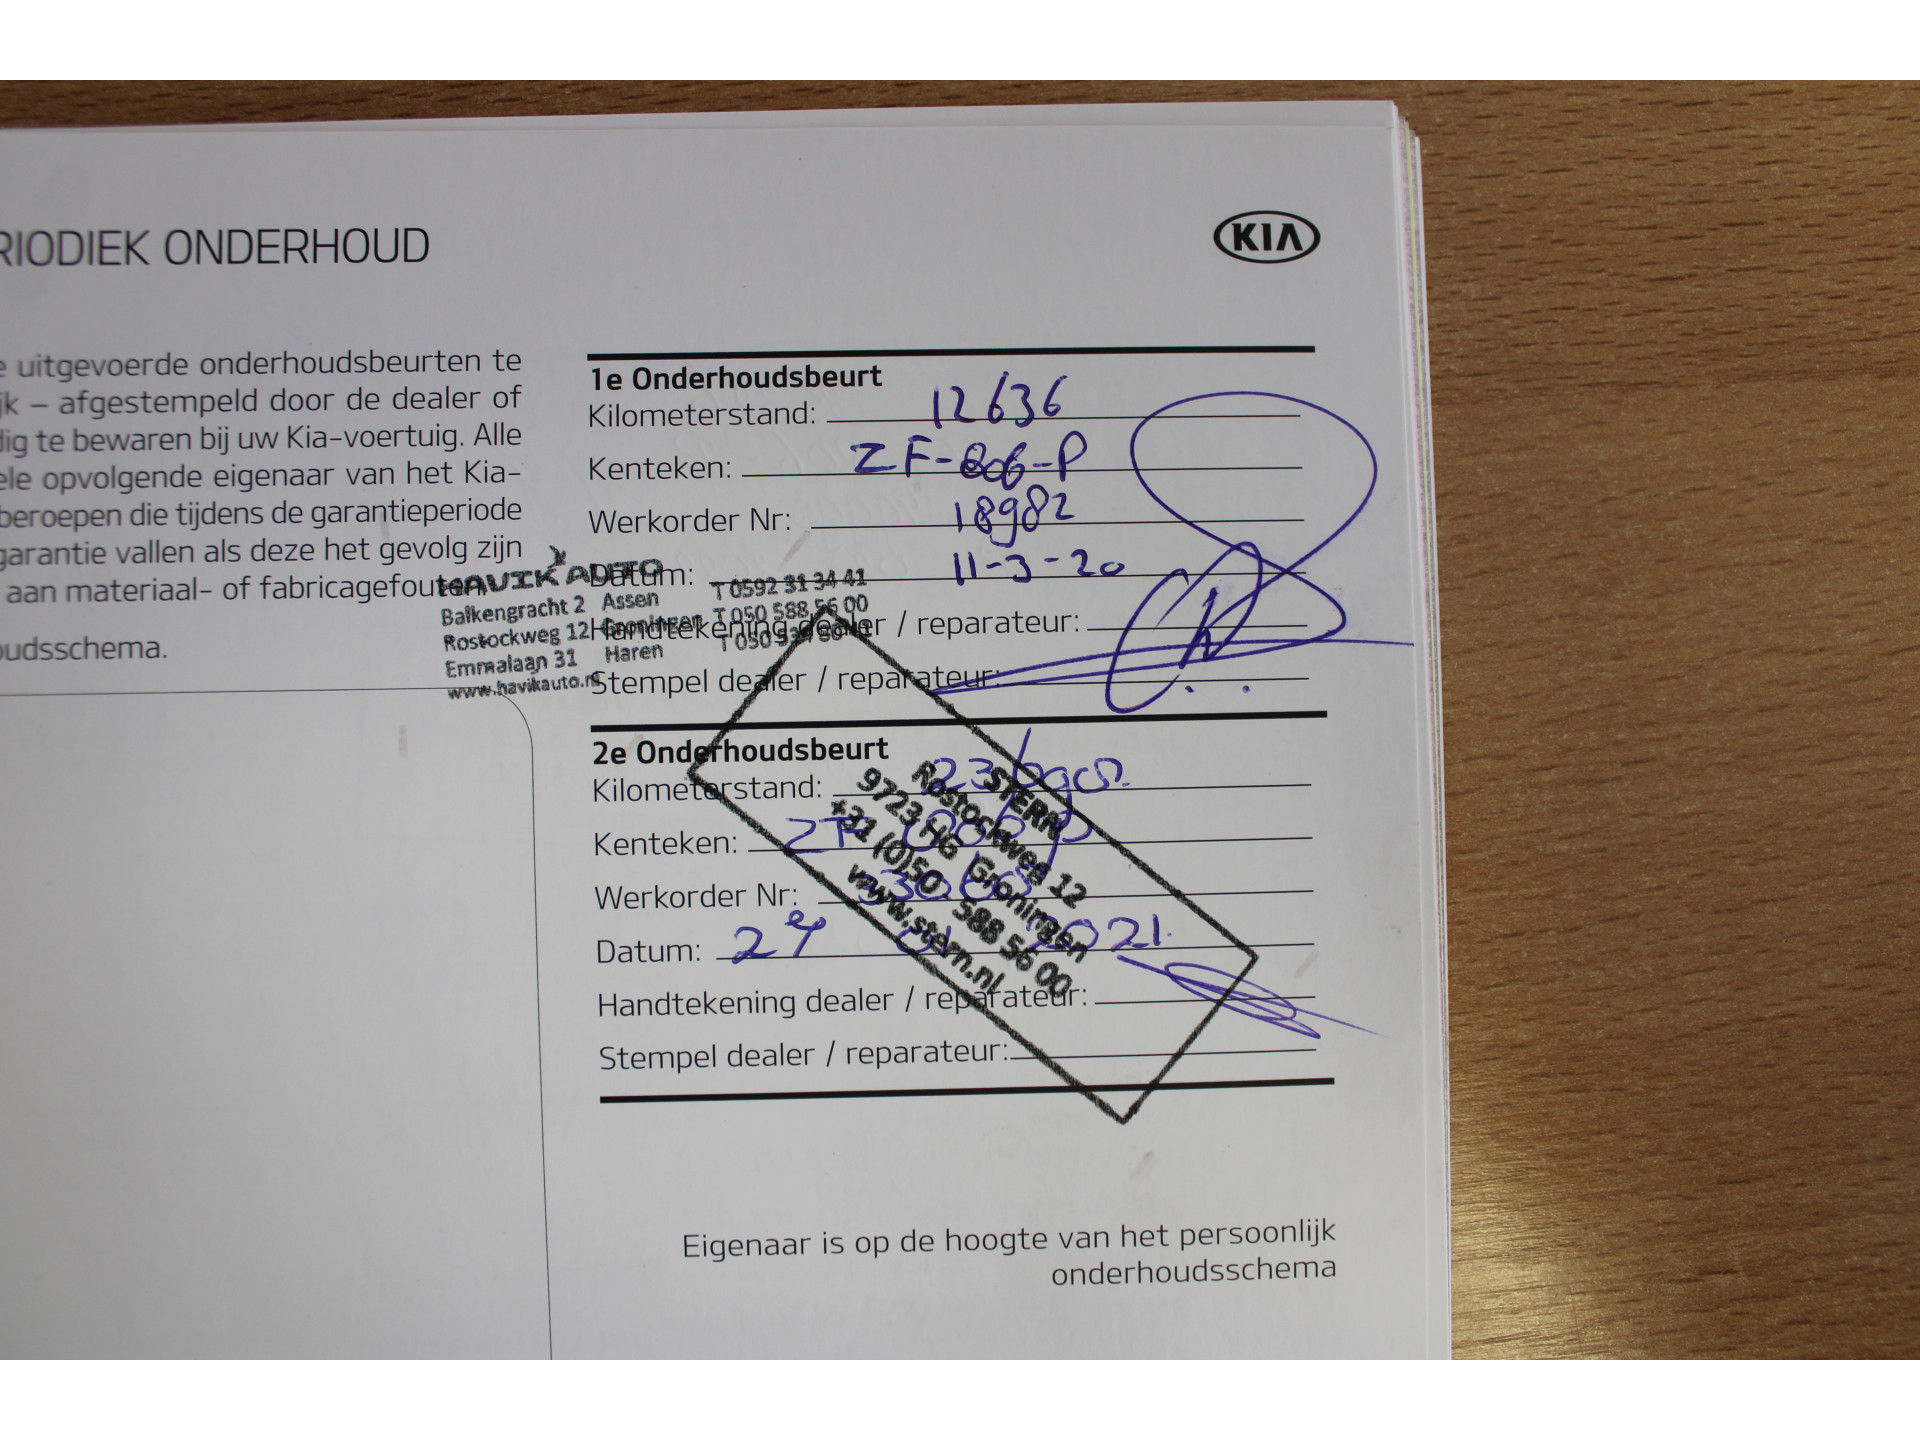 RIODIEK ONDERHOUD
KIA
e uitgevoerde onderhoudsbeurten te
jk – afgestempeld door de dealer of
dig te bewaren bij uw Kia-voertuig. Alle
ele opvolgende eigenaar van het Kia-
beroepen die tijdens de garantieperiode
garantie vallen als deze het gevolg zijn
aan materiaal- of fabricagefouten.
oudsschema.
1e Onderhoudsbeurt
Kilometerstand: 12636
Kenteken: ZF-806-P
Werkorder Nr: 18982
Datum: 11-3-20
Handtekening dealer / reparateur:
Stempel dealer / reparateur:
HAVIK AUTO
Balkengracht 2 Assen T 0592 31 34 41
Rostockweg 12 Groningen T 050 588 56 00
Emmalaan 31 Haren T 050
www.havikauto.nl
2e Onderhoudsbeurt
Kilometerstand:
Kenteken:
Werkorder Nr:
Datum: 2021
Handtekening dealer / reparateur:
Stempel dealer / reparateur:
STERN
Rostockweg 12
9723 HG Groningen
+31 (0)50 588 56 00
www.stern.nl
Eigenaar is op de hoogte van het persoonlijk
onderhoudsschema